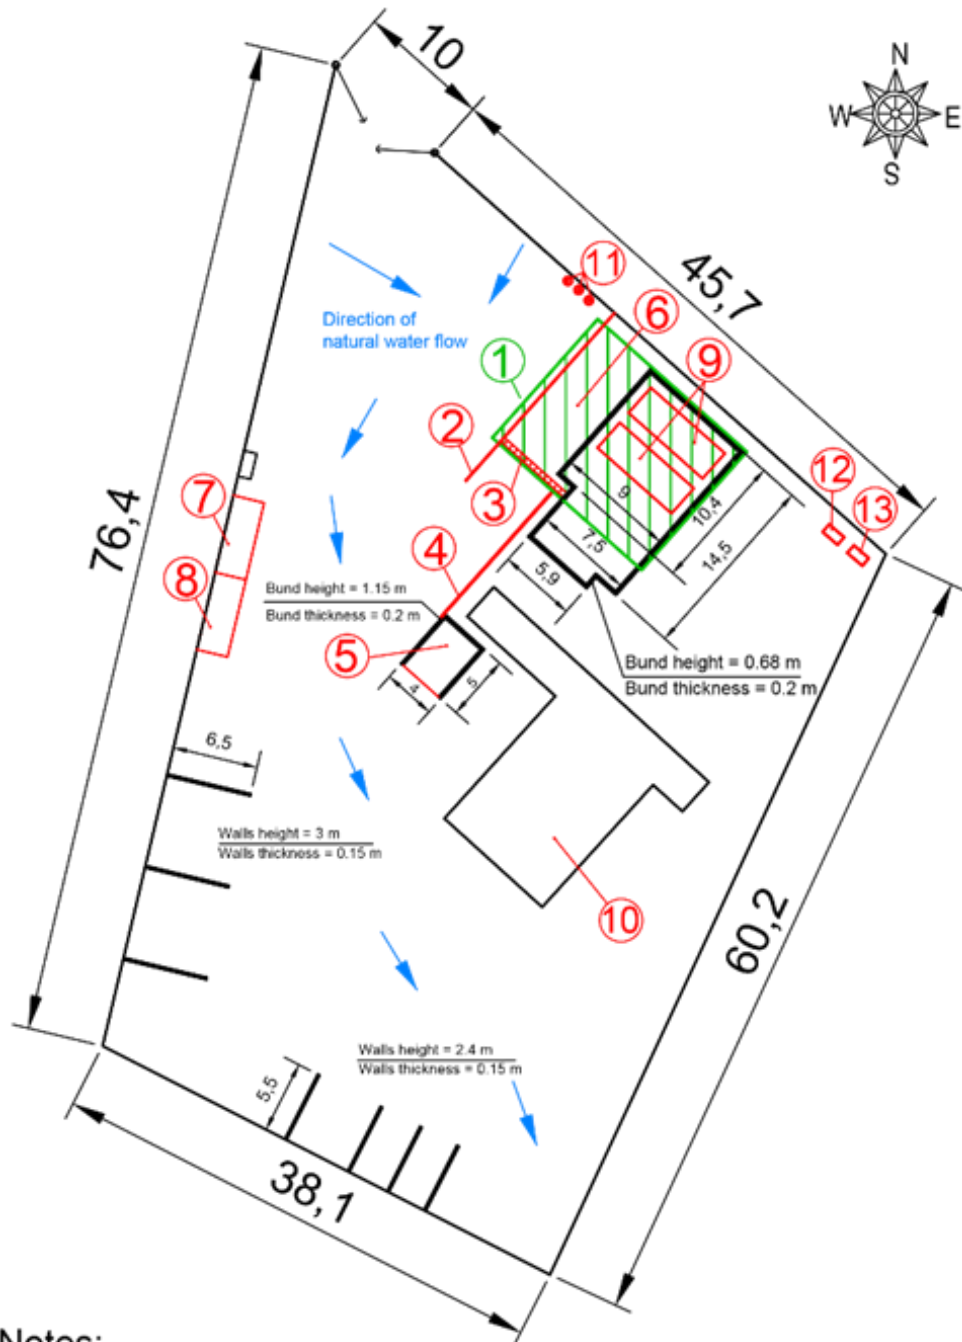 10
N
W E
S
45,7
11
6
1
9
Direction of
natural water flow
2
3
9
10,4
12
13
7
76,4
4
7,5
14,5
8
5,9
Bund height = 1.15 m
Bund thickness = 0.2 m
5
Bund height = 0.68 m
Bund thickness = 0.2 m
4
5
6,5
Walls height = 3 m
Walls thickness = 0.15 m
10
60,2
Walls height = 2.4 m
Walls thickness = 0.15 m
5,5
38,1
Notes: